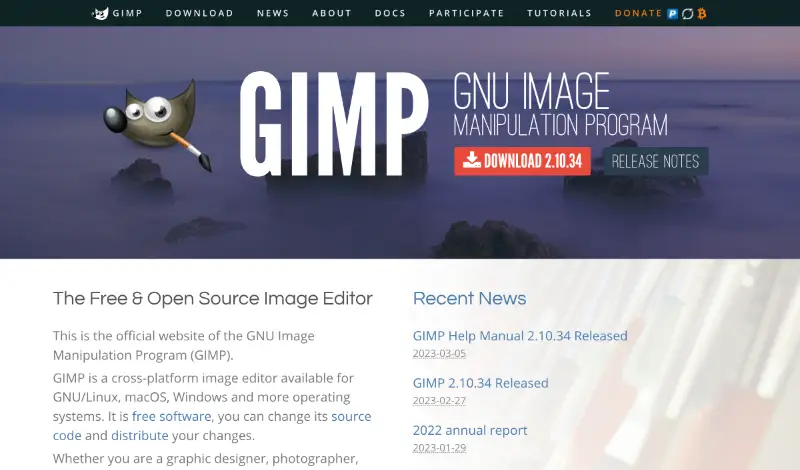 GIMP DOWNLOAD NEWS ABOUT DOCS PARTICIPATE TUTORIALS DONATE
GIMP
GNU IMAGE
MANIPULATION PROGRAM
DOWNLOAD 2.10.34 RELEASE NOTES
The Free & Open Source Image Editor
This is the official website of the GNU Image
Manipulation Program (GIMP).
GIMP is a cross-platform image editor available for
GNU/Linux, macOS, Windows and more operating
systems. It is free software, you can change its source
code and distribute your changes.
Whether you are a graphic designer, photographer,
Recent News
GIMP Help Manual 2.10.34 Released
2023-03-05
GIMP 2.10.34 Released
2023-02-27
2022 annual report
2023-01-29